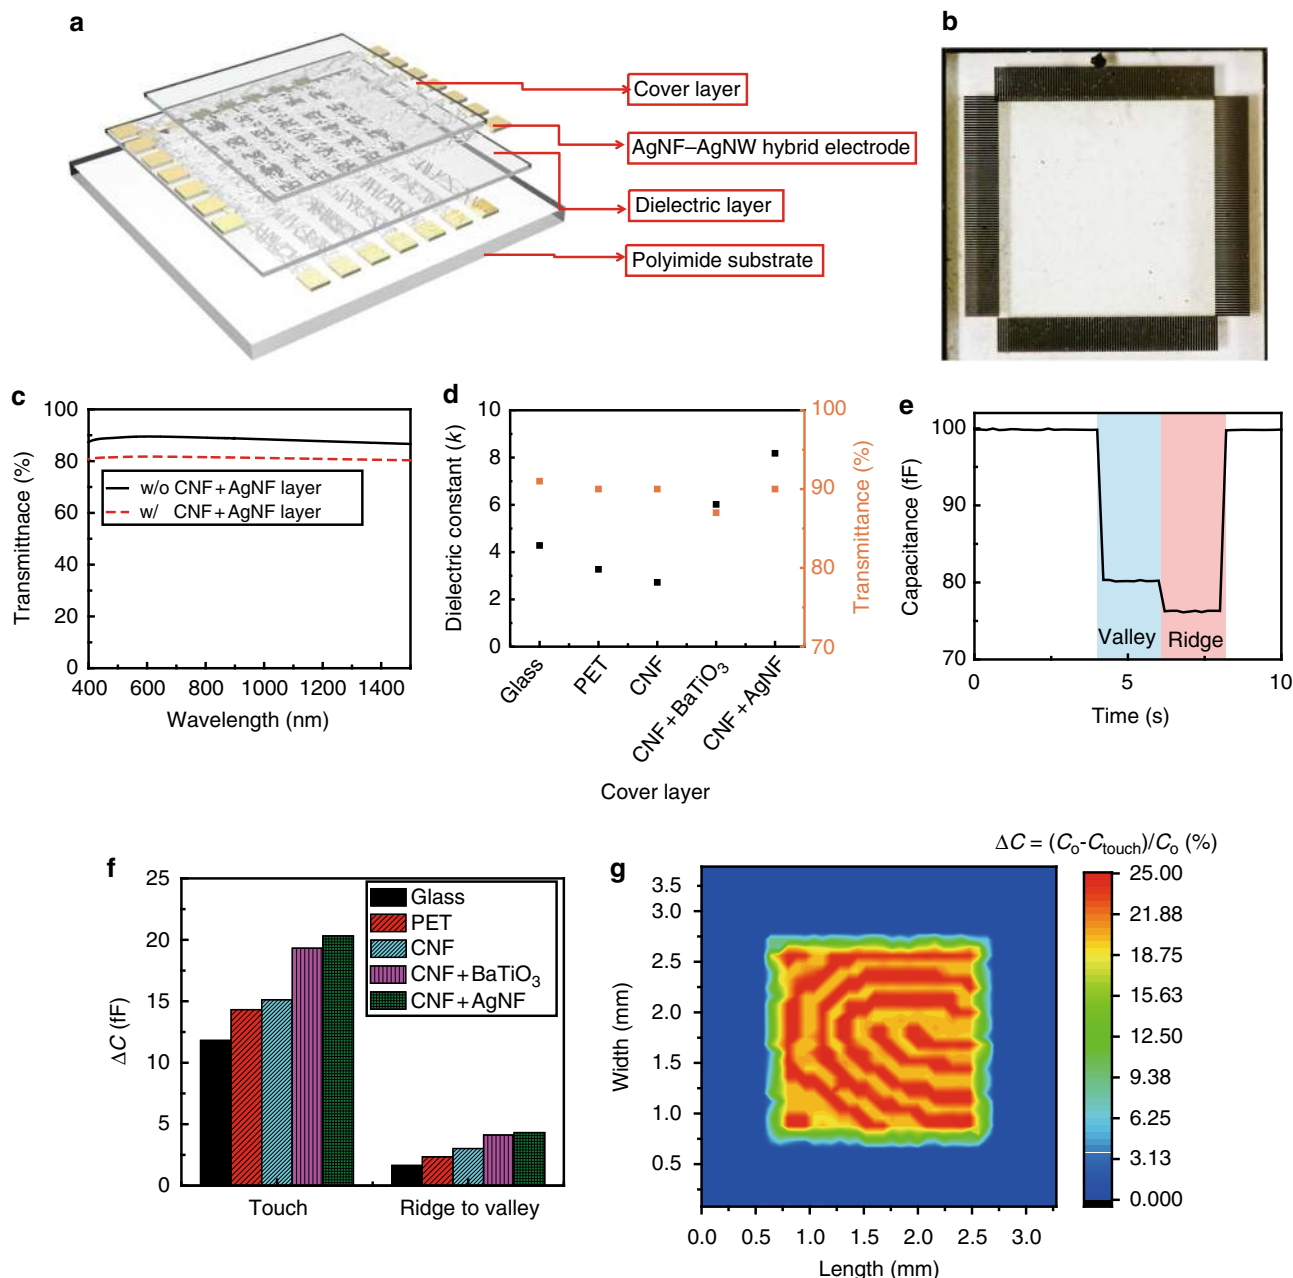 a
Cover layer
AgNF–AgNW hybrid electrode
Dielectric layer
Polyimide substrate
b
c
100
80
60
40
20
0
400
600
800
1000
1200
1400
Transmittnace (%)
Wavelength (nm)
w/o CNF+AgNF layer
w/ CNF+AgNF layer
d
10
8
6
4
2
0
Dielectric constant (k)
100
90
80
70
Transmittance (%)
Glass
PET
CNF
CNF+BaTiO3
CNF+AgNF
Cover layer
e
100
90
80
70
Capacitance (fF)
Valley
Ridge
0
5
10
Time (s)
f
25
20
15
10
5
0
ΔC (fF)
Glass
PET
CNF
CNF+BaTiO3
CNF+AgNF
Touch
Ridge to valley
g
ΔC = (Co-Ctouch)/Co (%)
3.5
3.0
2.5
2.0
1.5
1.0
0.5
Width (mm)
0.0
0.5
1.0
1.5
2.0
2.5
3.0
Length (mm)
25.00
21.88
18.75
15.63
12.50
9.38
6.25
3.13
0.000